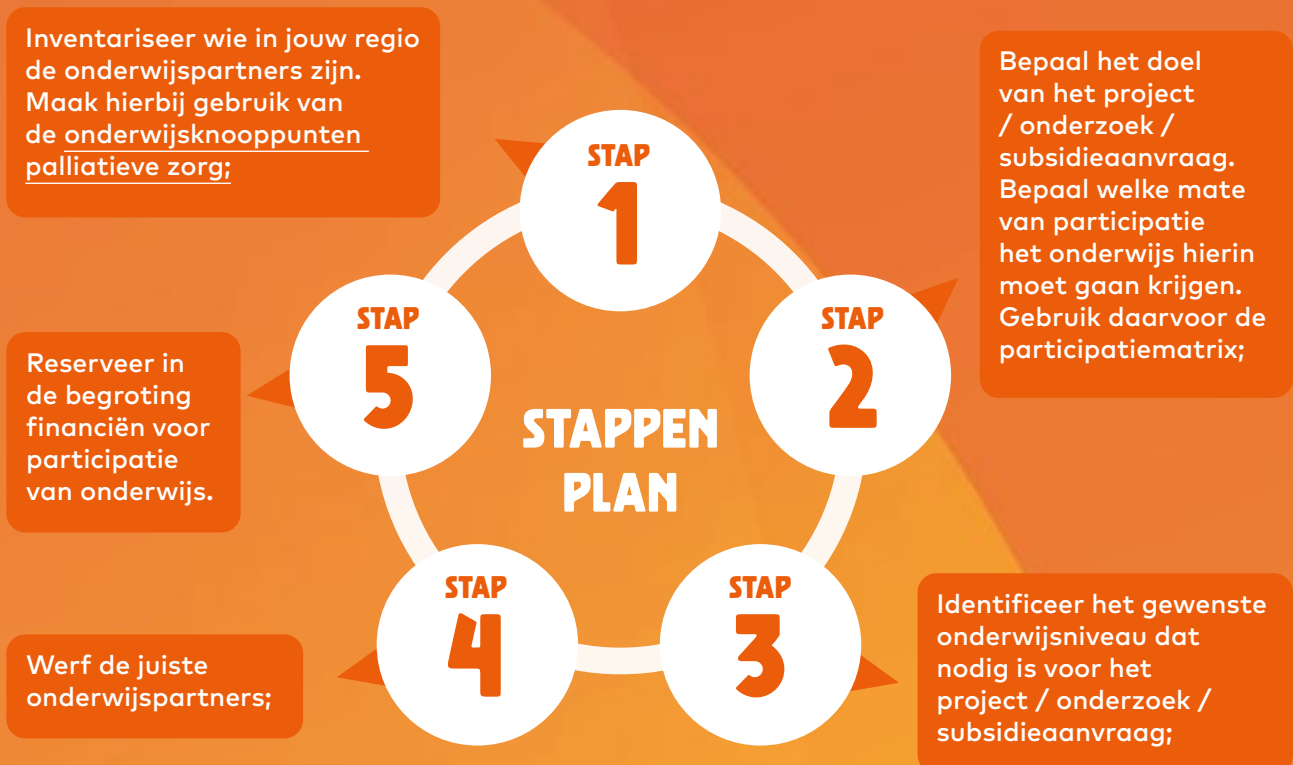 Inventariseer wie in jouw regio
de onderwijspartners zijn.
Maak hierbij gebruik van
de onderwijsknooppunten
palliatieve zorg;
STAP
1
Bepaal het doel
van het project
/ onderzoek /
subsidieaanvraag.
Bepaal welke mate
van participatie
het onderwijs hierin
moet gaan krijgen.
Gebruik daarvoor de
participatiematrix;
STAP
2
STAPPEN
PLAN
STAP
3
Identificeer het gewenste
onderwijsniveau dat
nodig is voor het
project / onderzoek /
subsidieaanvraag;
STAP
4
Werf de juiste
onderwijspartners;
STAP
5
Reserveer in
de begroting
financiën voor
participatie
van onderwijs.